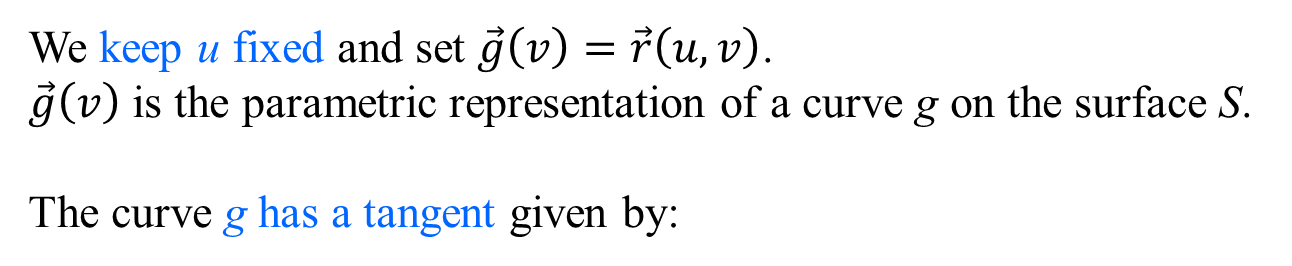 We keep u fixed and set g⃗(v) = r⃗(u, v).
g⃗(v) is the parametric representation of a curve g on the surface S.
The curve g has a tangent given by: